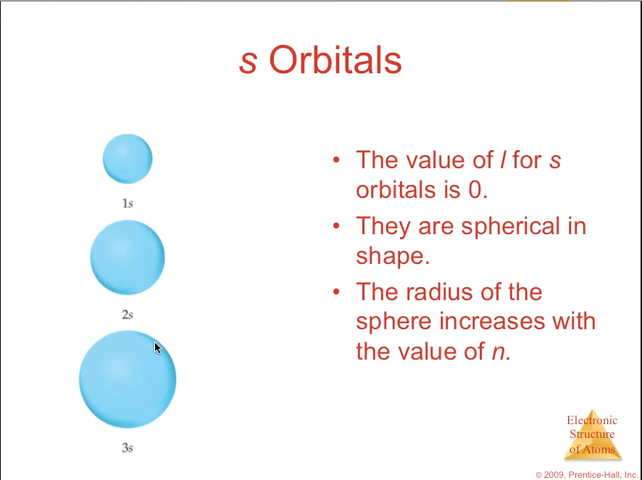 s Orbitals
1s
2s
3s
• The value of l for s
orbitals is 0.
• They are spherical in
shape.
• The radius of the
sphere increases with
the value of n.
Electronic
Structure
of Atoms
© 2009, Prentice-Hall, Inc.